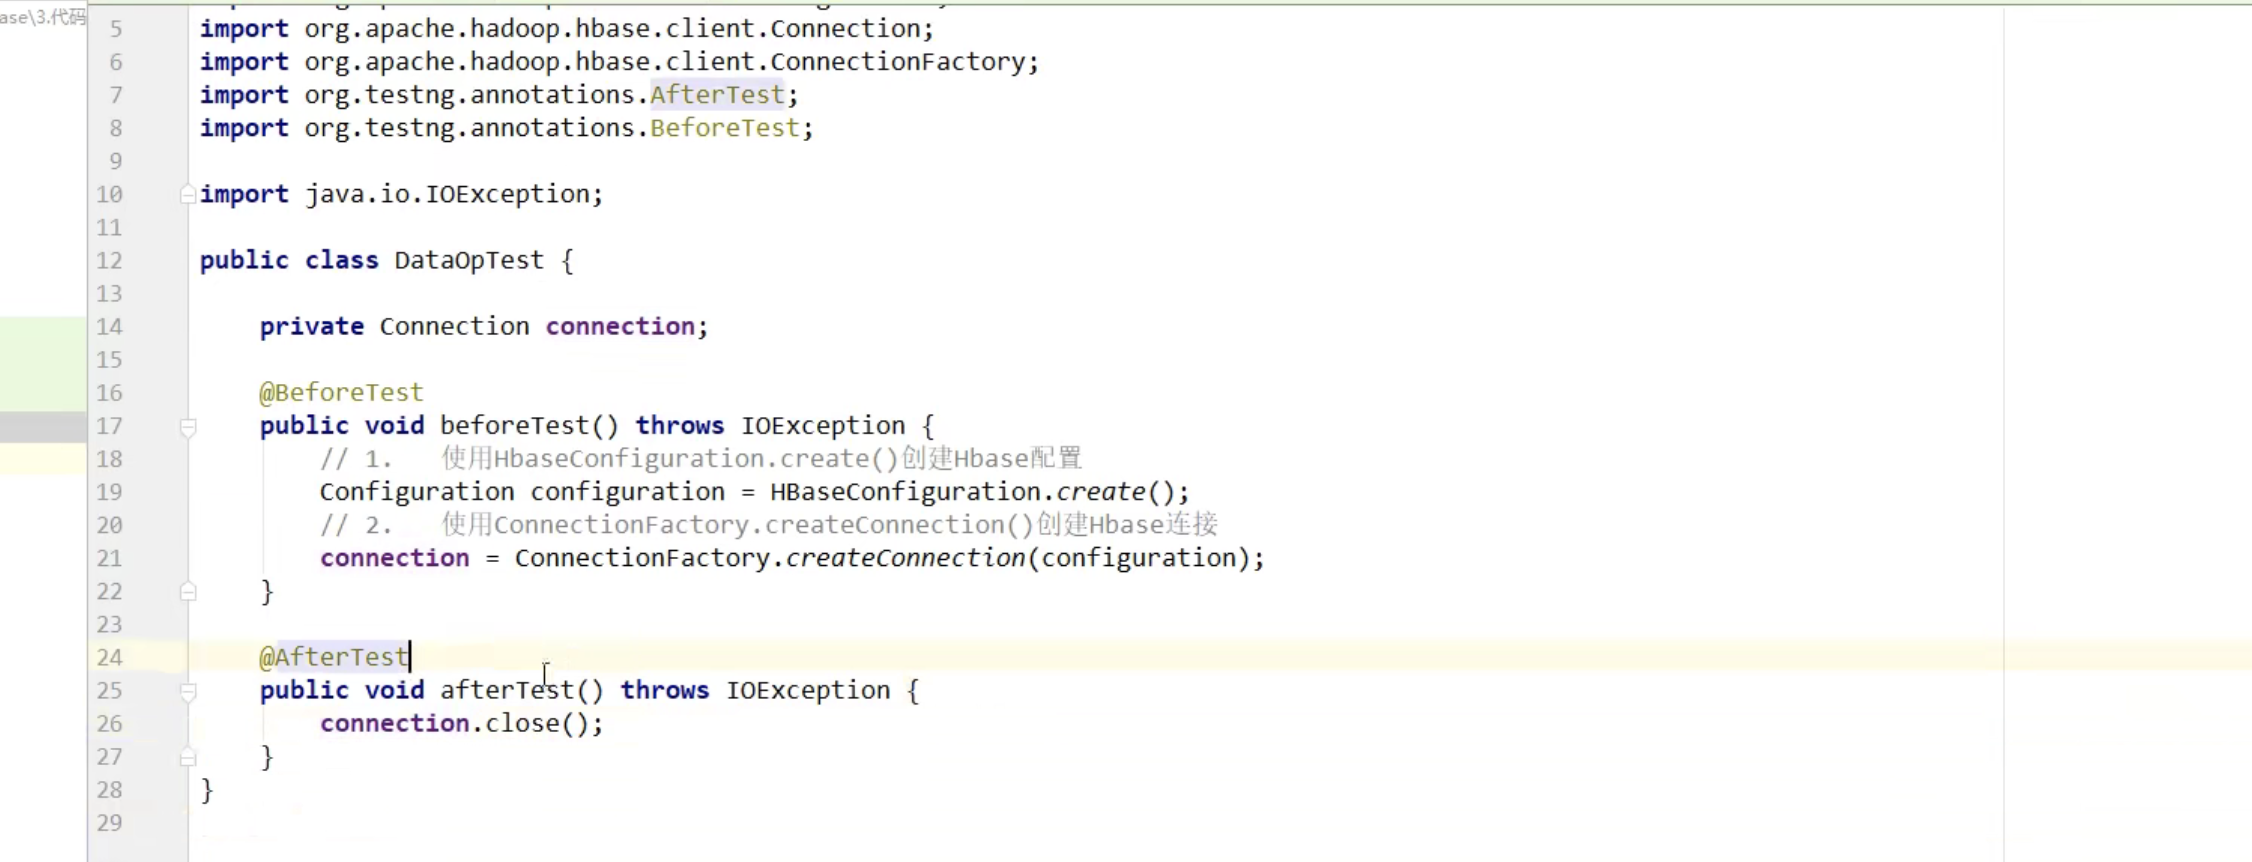 ase\3.代码
5 import org.apache.hadoop.hbase.client.Connection;
6 import org.apache.hadoop.hbase.client.ConnectionFactory;
7 import org.testng.annotations.AfterTest;
8 import org.testng.annotations.BeforeTest;
9
10 import java.io.IOException;
11
12 public class DataOpTest {
13
14 private Connection connection;
15
16 @BeforeTest
17 public void beforeTest() throws IOException {
18 // 1. 使用HbaseConfiguration.create()创建Hbase配置
19 Configuration configuration = HBaseConfiguration.create();
20 // 2. 使用ConnectionFactory.createConnection()创建Hbase连接
21 connection = ConnectionFactory.createConnection(configuration);
22 }
23
24 @AfterTest
25 public void afterTest() throws IOException {
26 connection.close();
27 }
28 }
29